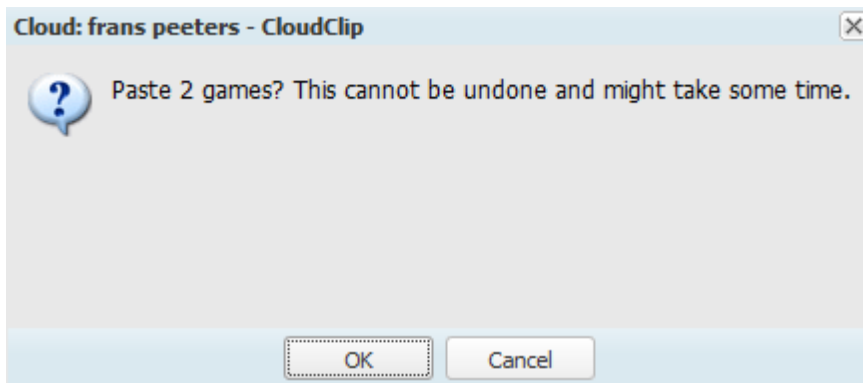 Cloud: frans peeters - CloudClip
Paste 2 games? This cannot be undone and might take some time.
OK
Cancel